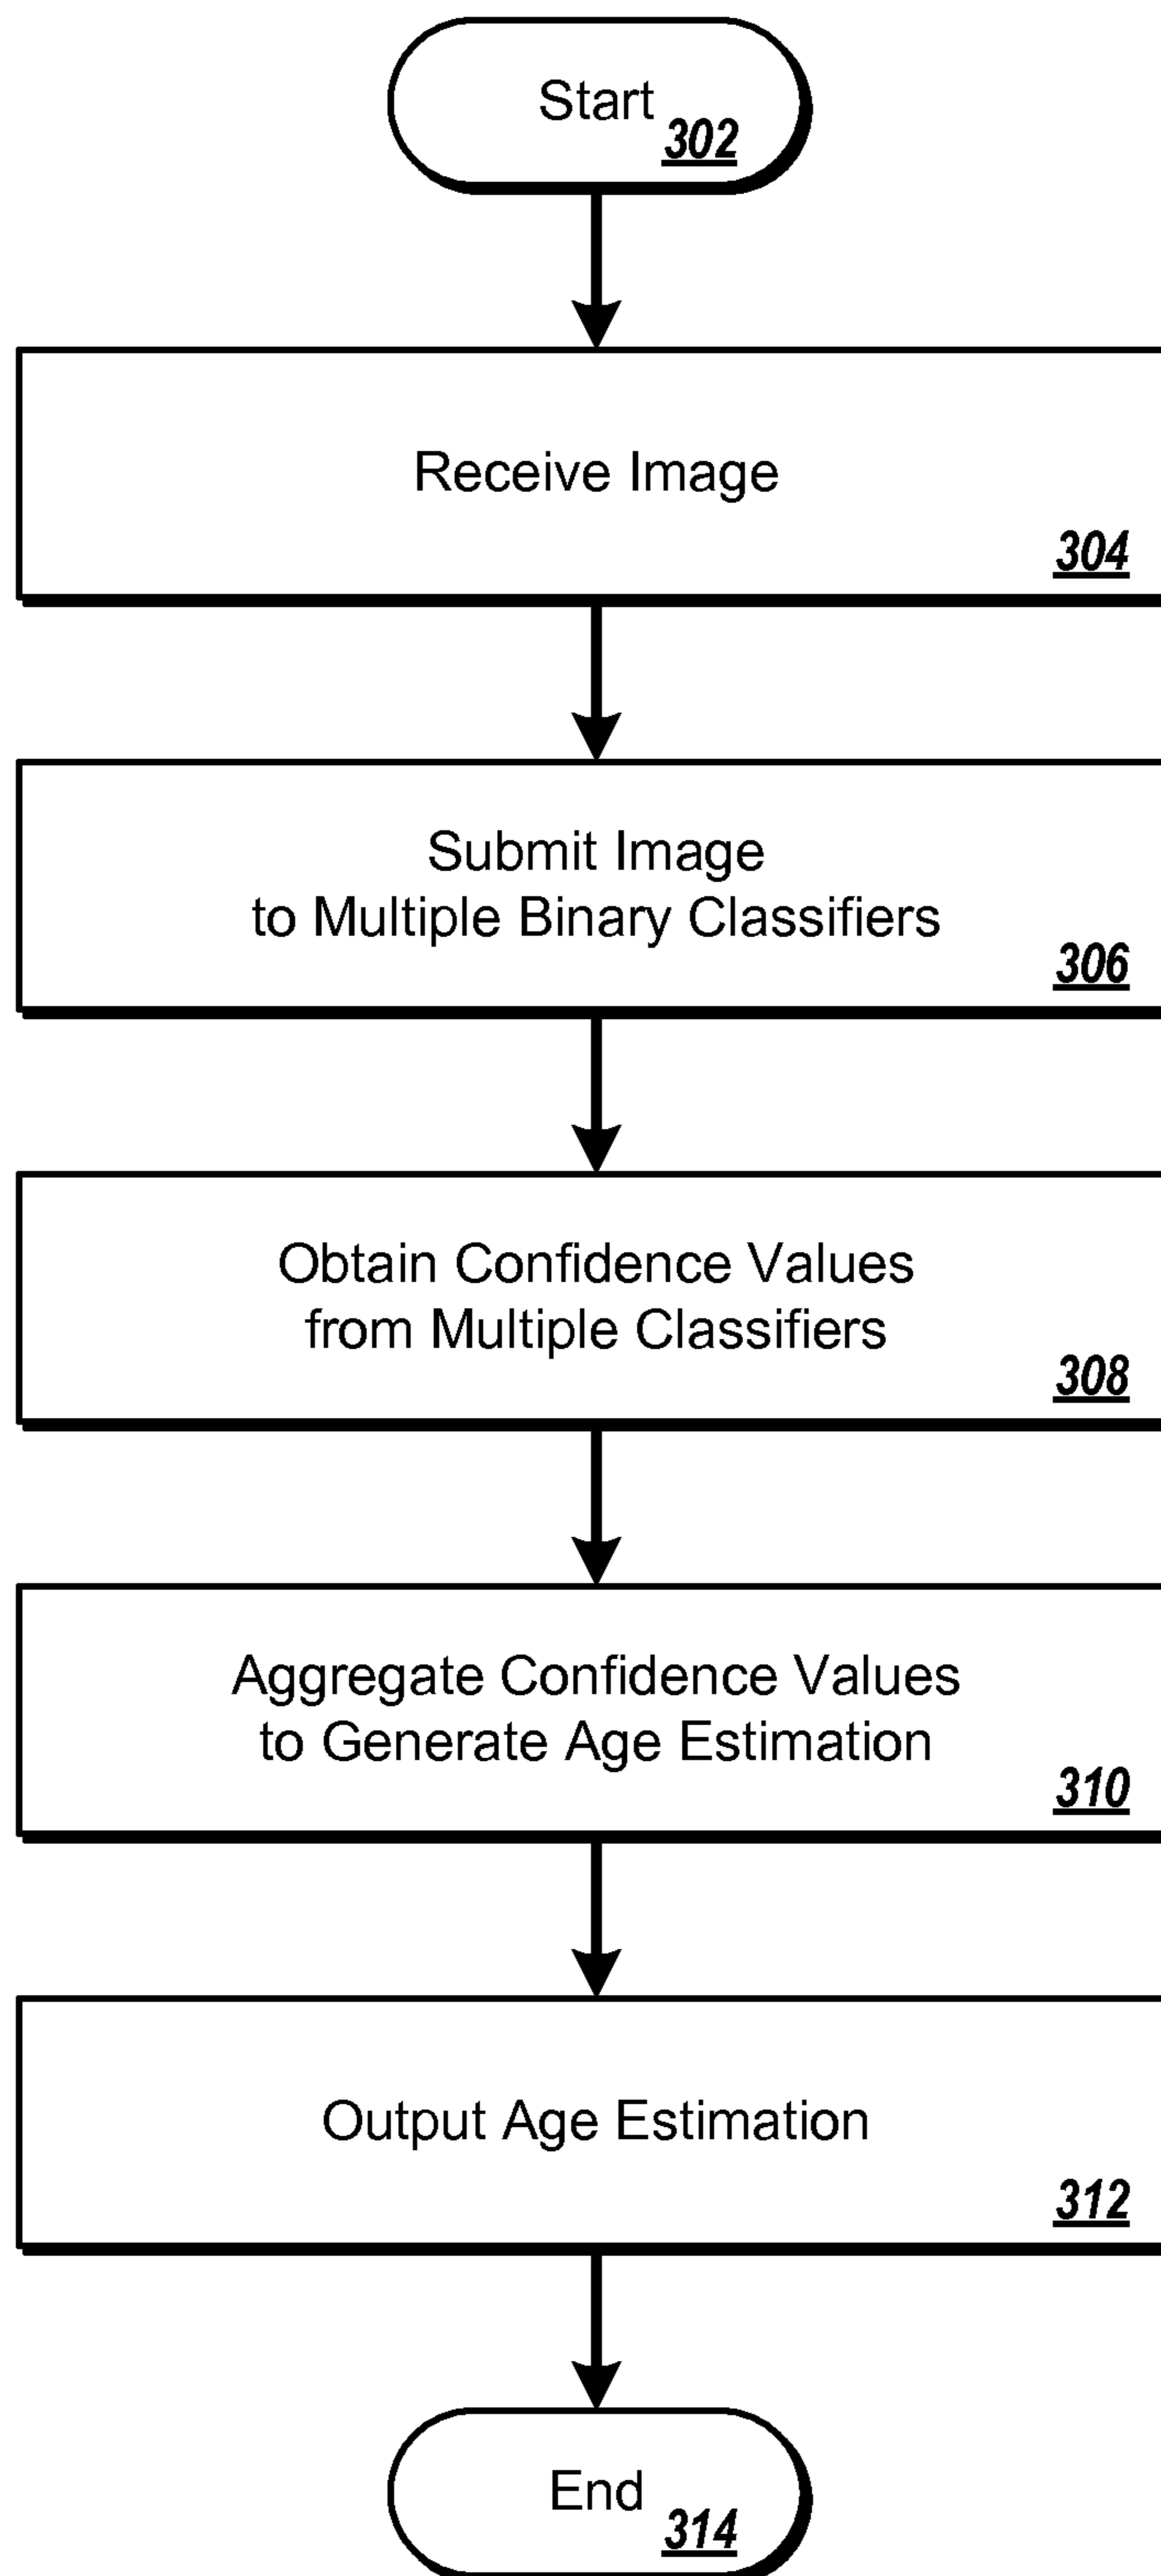 Start
302
Receive Image
304
Submit Image
to Multiple Binary Classifiers
306
Obtain Confidence Values
from Multiple Classifiers
308
Aggregate Confidence Values
to Generate Age Estimation
310
Output Age Estimation
312
End
314